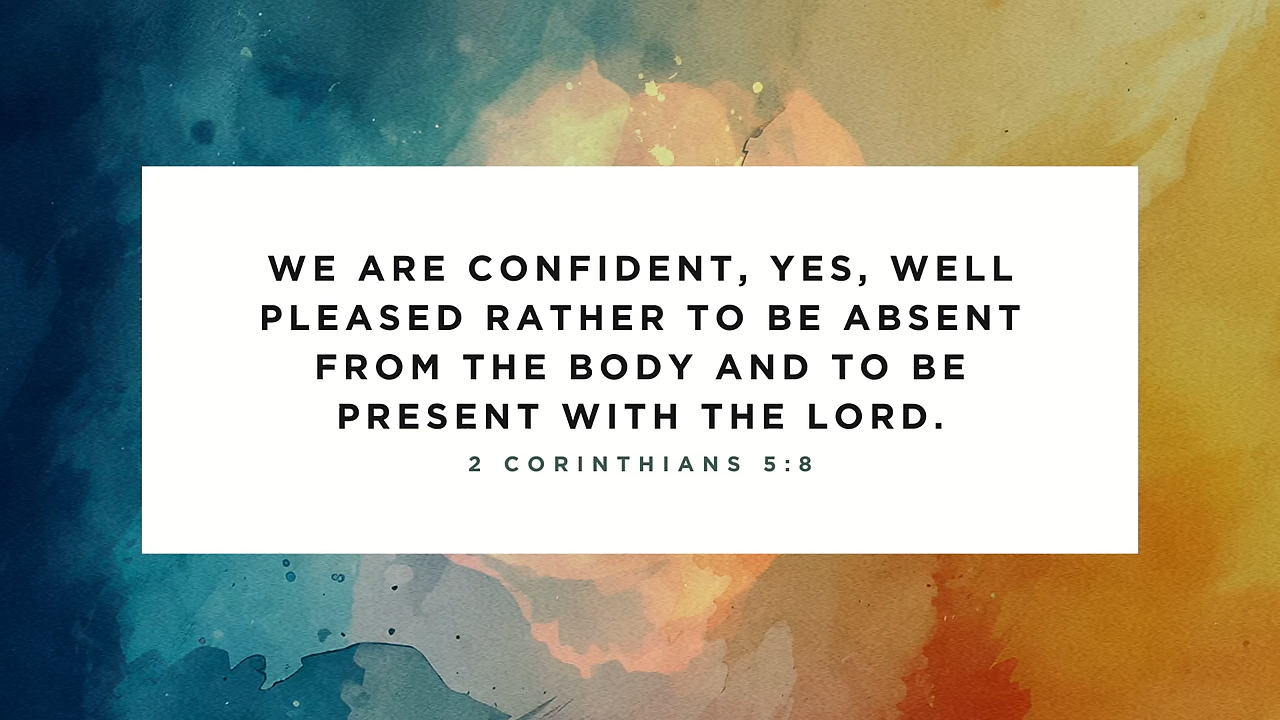 WE ARE CONFIDENT, YES, WELL
PLEASED RATHER TO BE ABSENT
FROM THE BODY AND TO BE
PRESENT WITH THE LORD.
2 CORINTHIANS 5:8